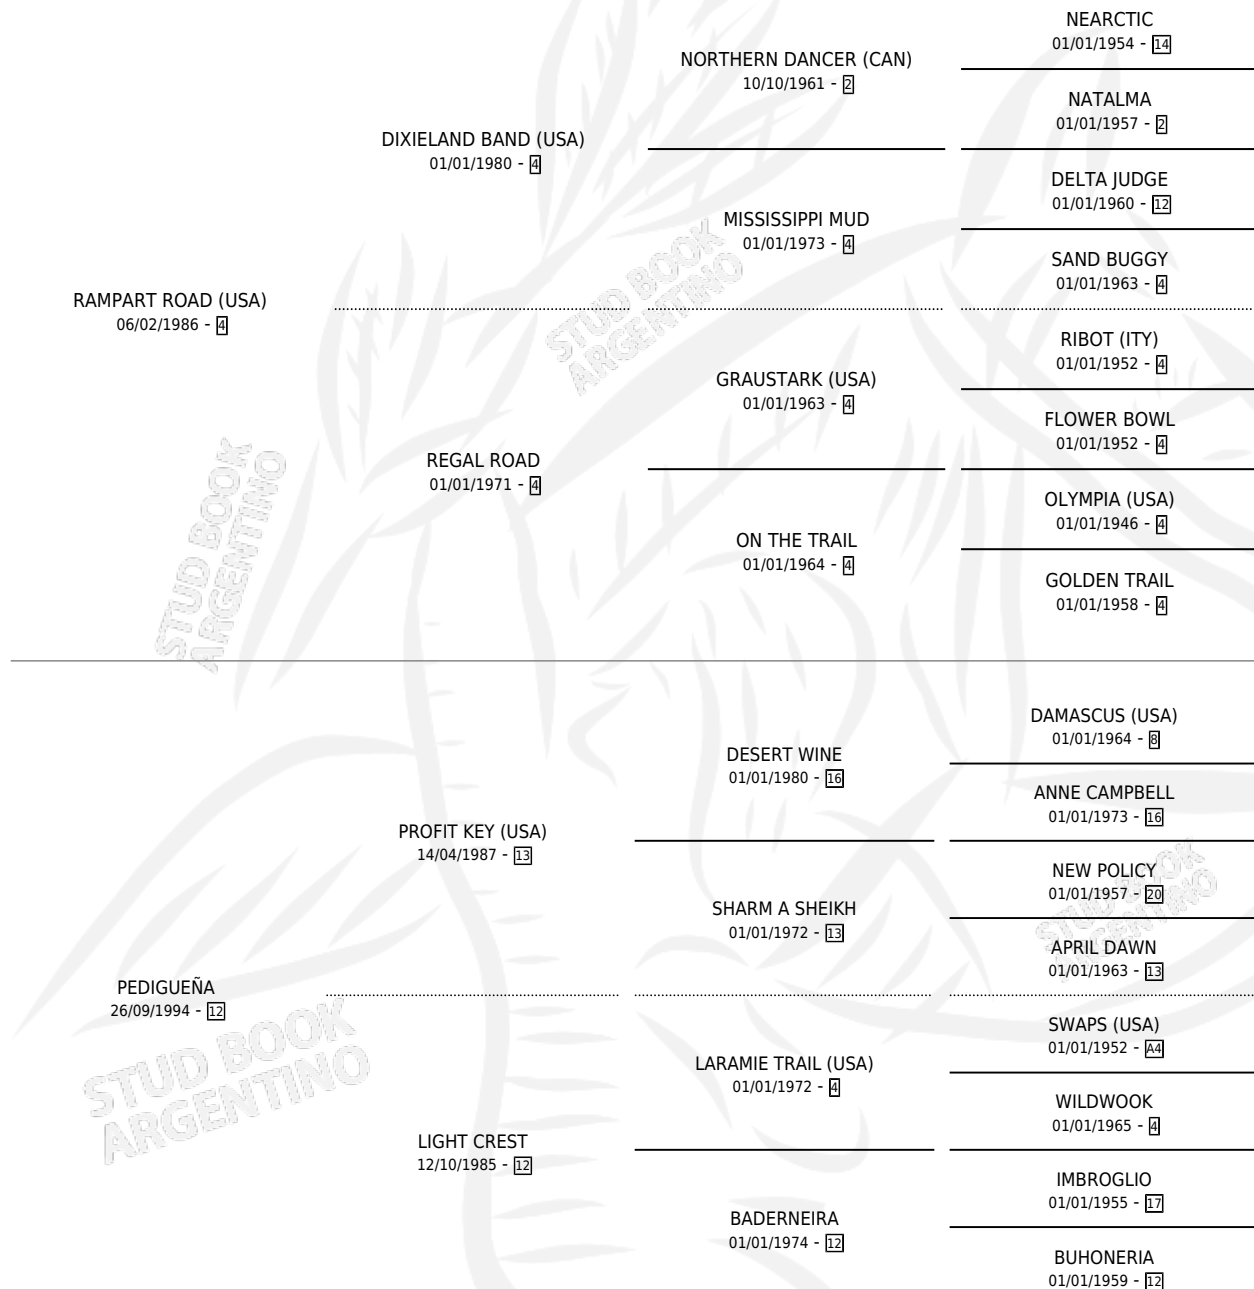 NEARCTIC
01/01/1954 - 14
NORTHERN DANCER (CAN)
10/10/1961 - 2
NATALMA
01/01/1957 - 2
DIXIELAND BAND (USA)
01/01/1980 - 4
DELTA JUDGE
01/01/1960 - 12
MISSISSIPPI MUD
01/01/1973 - 4
SAND BUGGY
01/01/1963 - 4
RAMPART ROAD (USA)
06/02/1986 - 4
STUD BOOK
ARGENTINO
RIBOT (ITY)
01/01/1952 - 4
GRAUSTARK (USA)
01/01/1963 - 4
FLOWER BOWL
01/01/1952 - 4
REGAL ROAD
01/01/1971 - 4
OLYMPIA (USA)
01/01/1946 - 4
ON THE TRAIL
01/01/1964 - 4
GOLDEN TRAIL
01/01/1958 - 4
STUD BOOK
ARGENTINO
DAMASCUS (USA)
01/01/1964 - 8
DESERT WINE
01/01/1980 - 16
ANNE CAMPBELL
01/01/1973 - 16
PROFIT KEY (USA)
14/04/1987 - 13
NEW POLICY
01/01/1957 - 20
SHARM A SHEIKH
01/01/1972 - 13
STUD BOOK
ARGENTINO
APRIL DAWN
01/01/1963 - 13
PEDIGUEÑA
26/09/1994 - 12
SWAPS (USA)
01/01/1952 - A4
LARAMIE TRAIL (USA)
01/01/1972 - 4
WILDWOOK
01/01/1965 - 4
STUD BOOK
ARGENTINO
LIGHT CREST
12/10/1985 - 12
IMBROGLIO
01/01/1955 - 17
BADERNEIRA
01/01/1974 - 12
BUHONERIA
01/01/1959 - 12